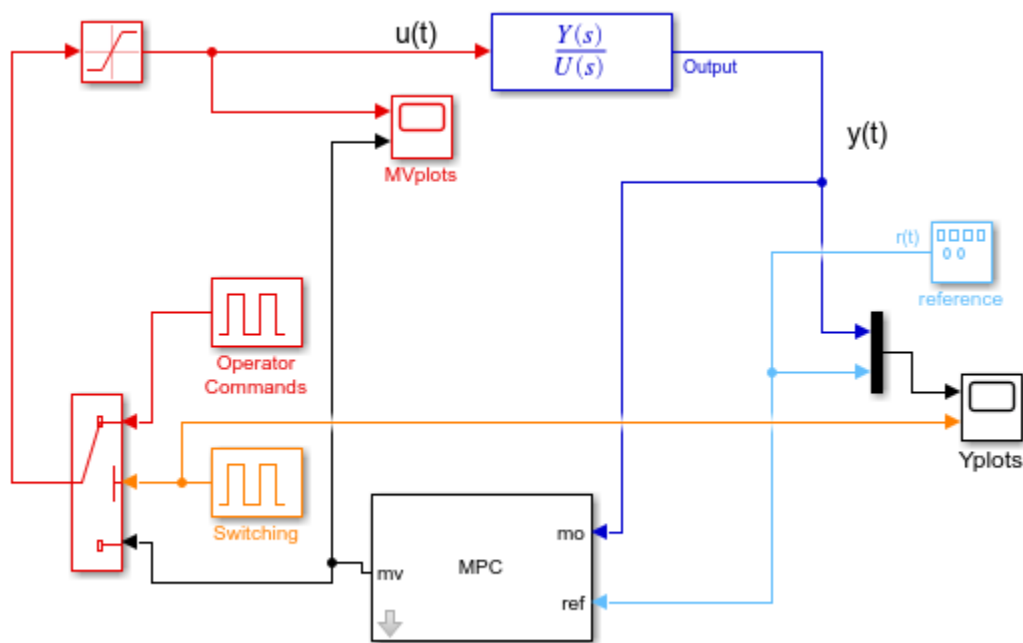 u(t)
Y(s)
U(s)
Output
y(t)
MVplots
r(t)
reference
Operator
Commands
Yplots
Switching
mo
MPC
mv
ref